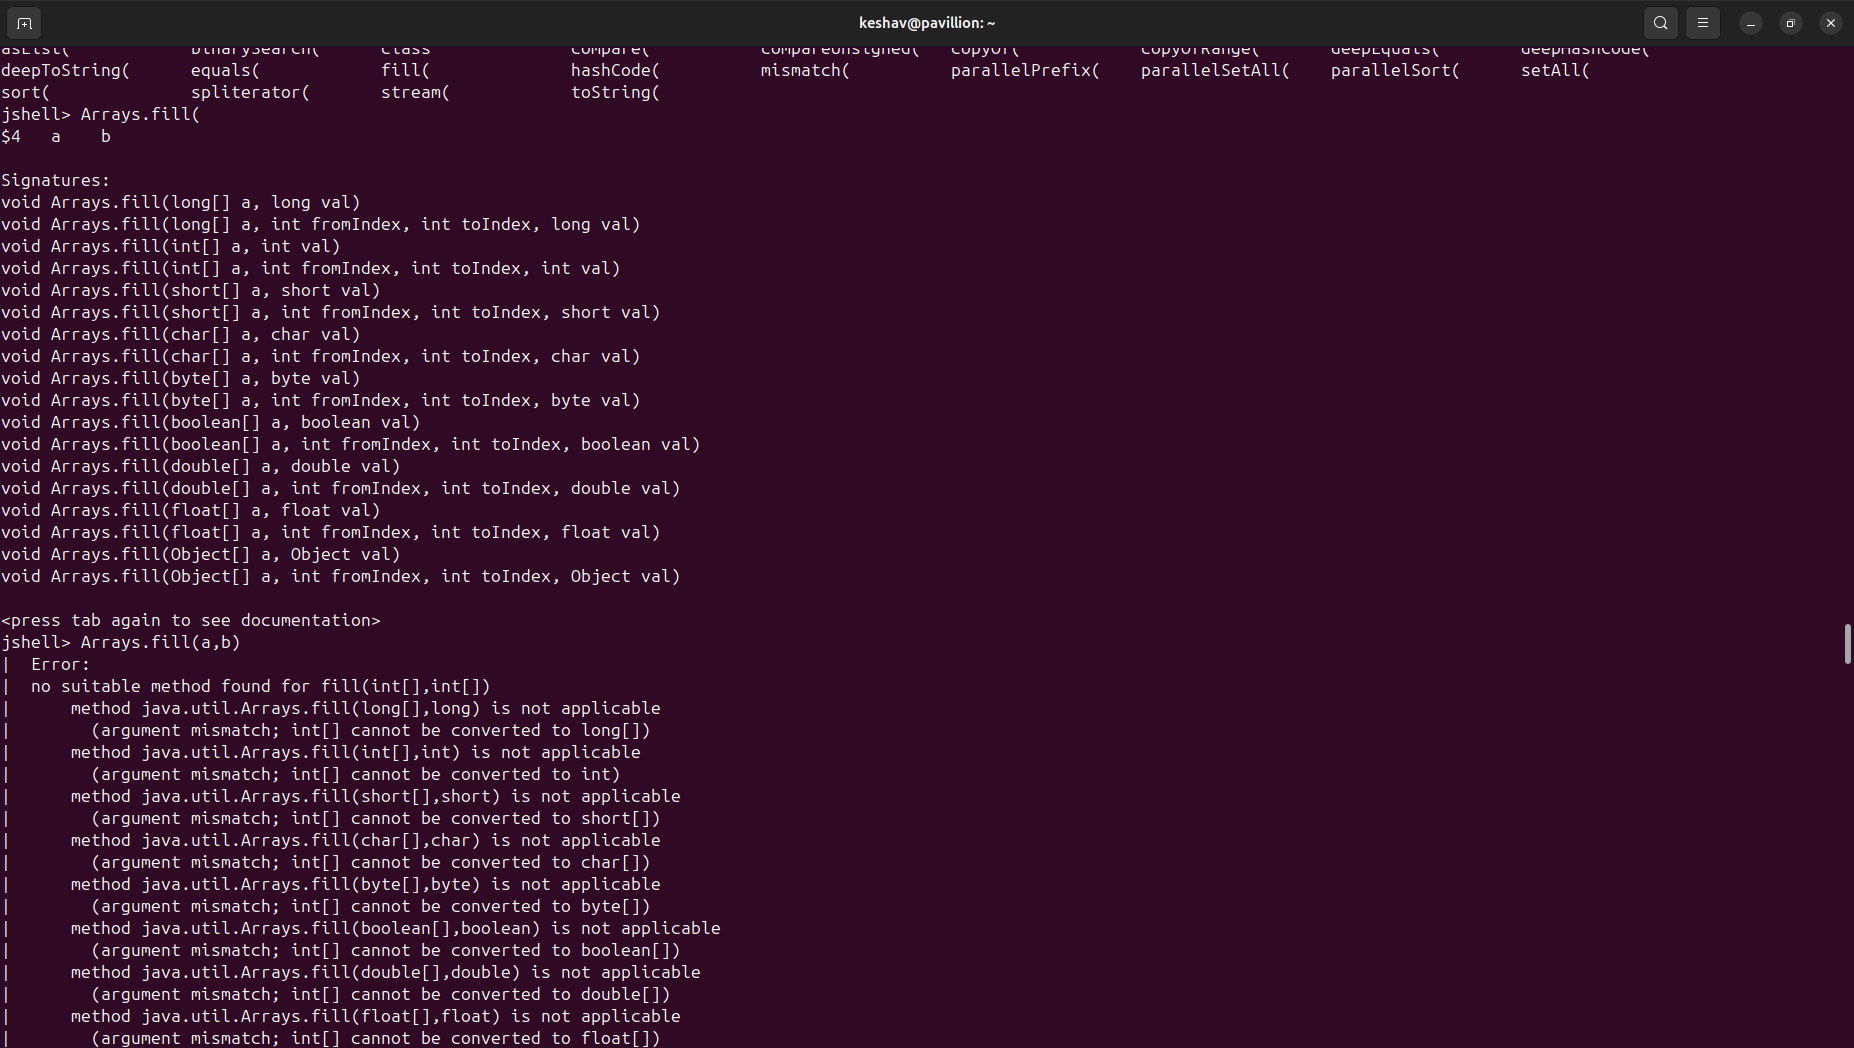 keshav@pavillion: ~
asList( binarySearch( class compare( compareUnsigned( copyOf( copyOfRange( deepEquals( deepHashCode(
deepToString( equals( fill( hashCode( mismatch( parallelPrefix( parallelSetAll( parallelSort( setAll(
sort( spliterator( stream( toString(
jshell> Arrays.fill(
$4 a b
Signatures:
void Arrays.fill(long[] a, long val)
void Arrays.fill(long[] a, int fromIndex, int toIndex, long val)
void Arrays.fill(int[] a, int val)
void Arrays.fill(int[] a, int fromIndex, int toIndex, int val)
void Arrays.fill(short[] a, short val)
void Arrays.fill(short[] a, int fromIndex, int toIndex, short val)
void Arrays.fill(char[] a, char val)
void Arrays.fill(char[] a, int fromIndex, int toIndex, char val)
void Arrays.fill(byte[] a, byte val)
void Arrays.fill(byte[] a, int fromIndex, int toIndex, byte val)
void Arrays.fill(boolean[] a, boolean val)
void Arrays.fill(boolean[] a, int fromIndex, int toIndex, boolean val)
void Arrays.fill(double[] a, double val)
void Arrays.fill(double[] a, int fromIndex, int toIndex, double val)
void Arrays.fill(float[] a, float val)
void Arrays.fill(float[] a, int fromIndex, int toIndex, float val)
void Arrays.fill(Object[] a, Object val)
void Arrays.fill(Object[] a, int fromIndex, int toIndex, Object val)
<press tab again to see documentation>
jshell> Arrays.fill(a,b)
| Error:
| no suitable method found for fill(int[],int[])
| method java.util.Arrays.fill(long[],long) is not applicable
| (argument mismatch; int[] cannot be converted to long[])
| method java.util.Arrays.fill(int[],int) is not applicable
| (argument mismatch; int[] cannot be converted to int)
| method java.util.Arrays.fill(short[],short) is not applicable
| (argument mismatch; int[] cannot be converted to short[])
| method java.util.Arrays.fill(char[],char) is not applicable
| (argument mismatch; int[] cannot be converted to char[])
| method java.util.Arrays.fill(byte[],byte) is not applicable
| (argument mismatch; int[] cannot be converted to byte[])
| method java.util.Arrays.fill(boolean[],boolean) is not applicable
| (argument mismatch; int[] cannot be converted to boolean[])
| method java.util.Arrays.fill(double[],double) is not applicable
| (argument mismatch; int[] cannot be converted to double[])
| method java.util.Arrays.fill(float[],float) is not applicable
| (argument mismatch; int[] cannot be converted to float[])